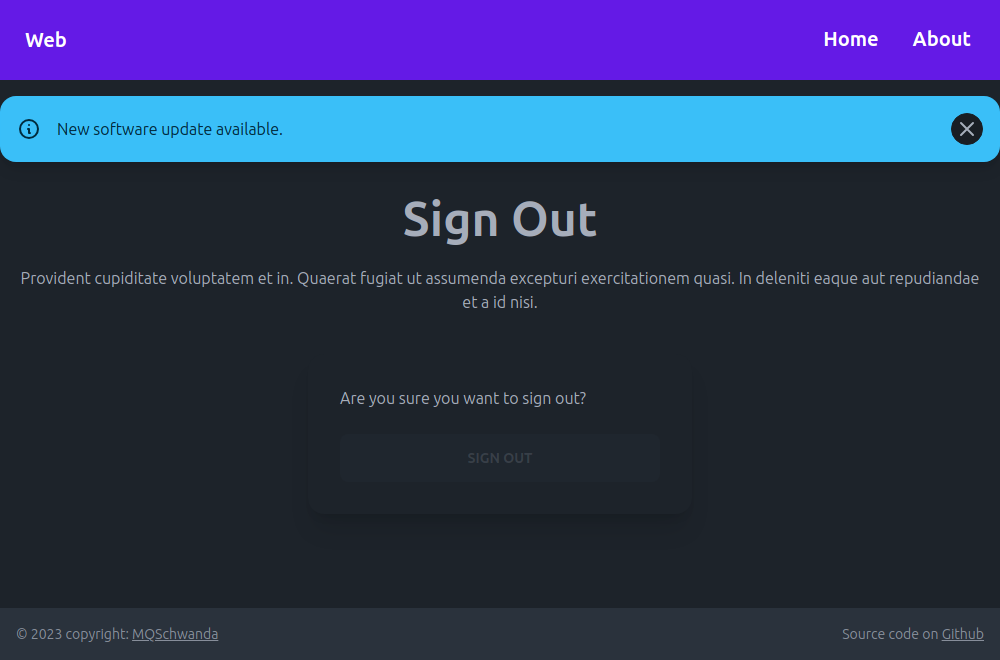 Web
Home
About
New software update available.
Sign Out
Provident cupiditate voluptatem et in. Quaerat fugiat ut assumenda excepturi exercitationem quasi. In deleniti eaque aut repudiandae
et a id nisi.
Are you sure you want to sign out?
SIGN OUT
© 2023 copyright: MQSchwanda
Source code on Github